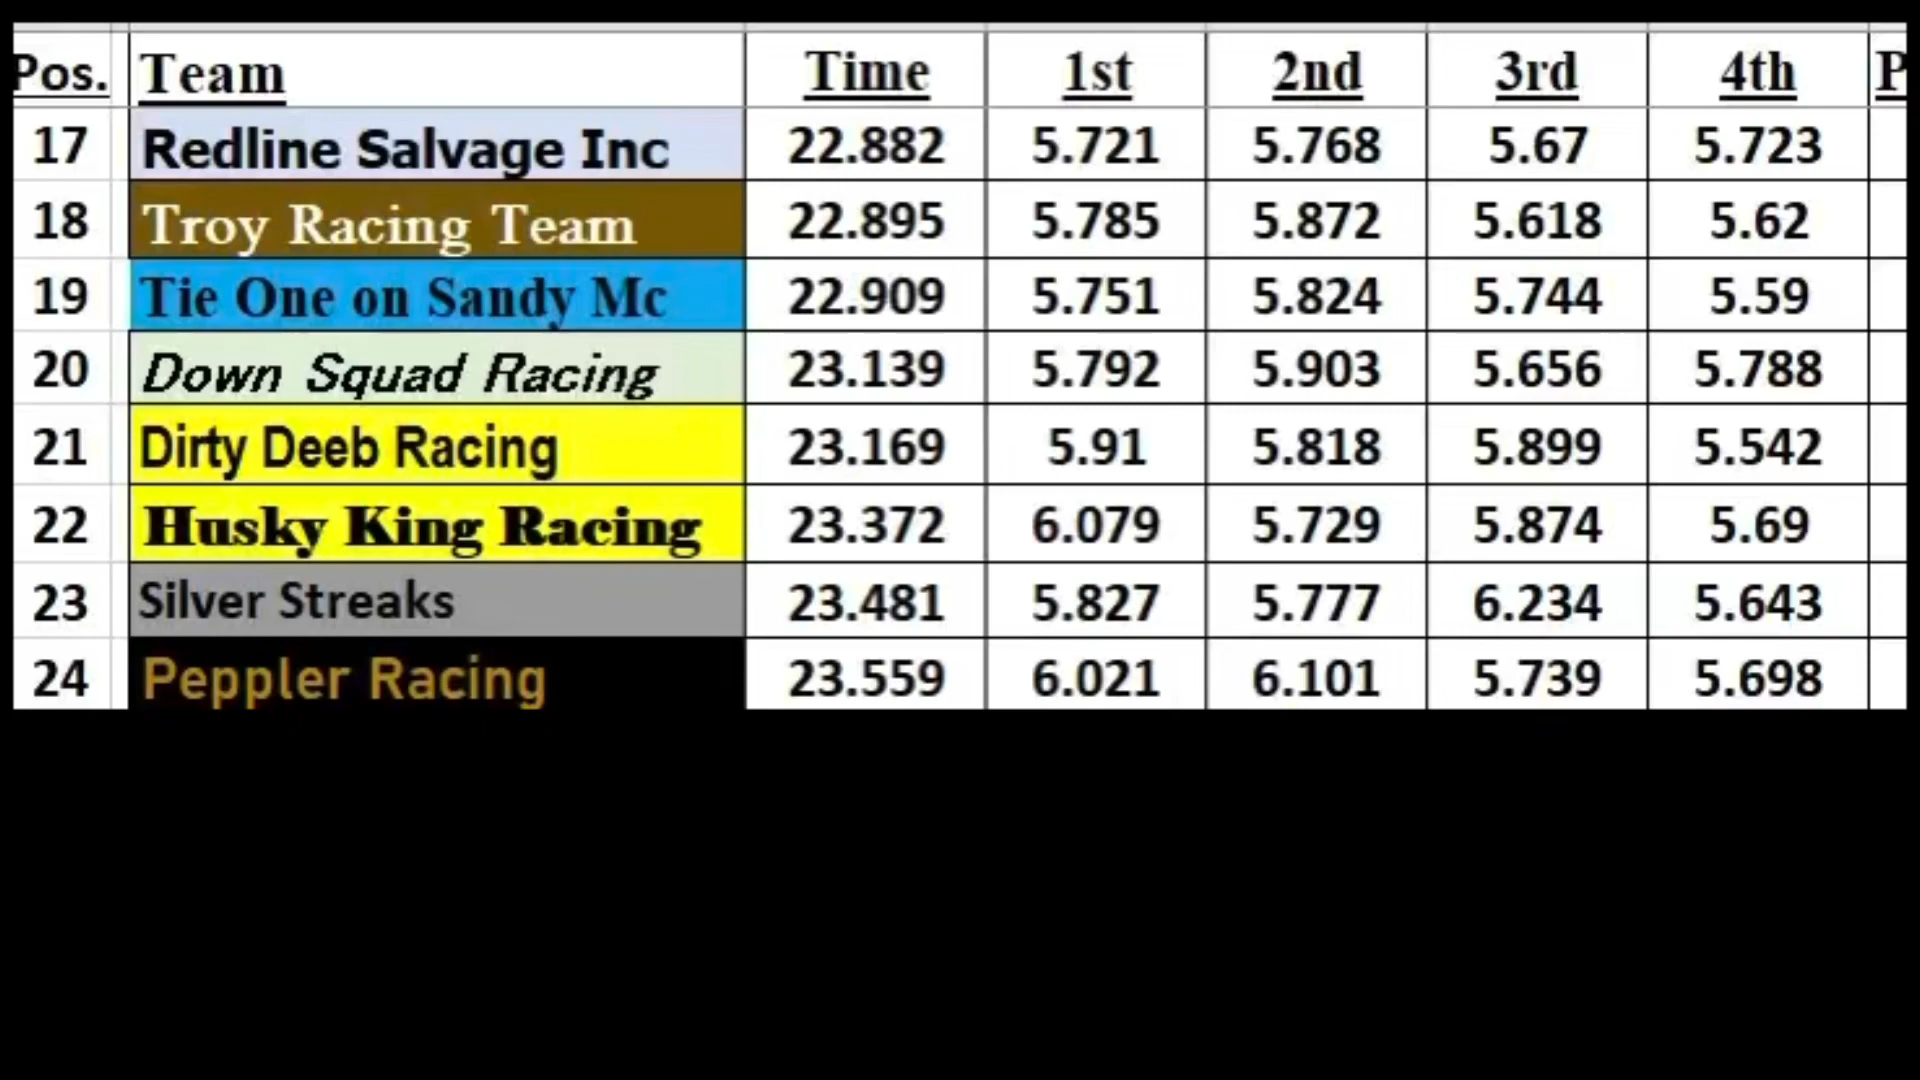 Pos. Team Time 1st 2nd 3rd 4th P
17 Redline Salvage Inc 22.882 5.721 5.768 5.67 5.723
18 Troy Racing Team 22.895 5.785 5.872 5.618 5.62
19 Tie One on Sandy Mc 22.909 5.751 5.824 5.744 5.59
20 Down Squad Racing 23.139 5.792 5.903 5.656 5.788
21 Dirty Deeb Racing 23.169 5.91 5.818 5.899 5.542
22 Husky King Racing 23.372 6.079 5.729 5.874 5.69
23 Silver Streaks 23.481 5.827 5.777 6.234 5.643
24 Peppler Racing 23.559 6.021 6.101 5.739 5.698